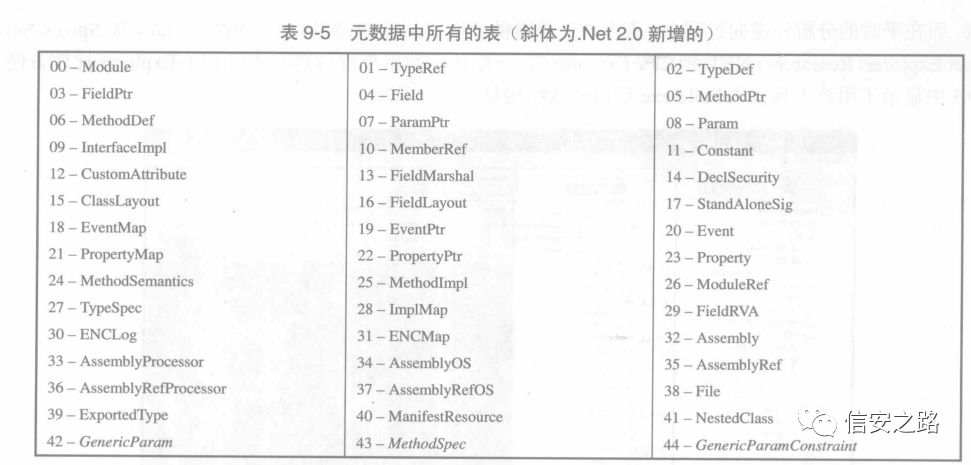 表 9-5 元数据中所有的表（斜体为.Net 2.0 新增的）
00 – Module 01 – TypeRef 02 – TypeDef
03 – FieldPtr 04 – Field 05 – MethodPtr
06 – MethodDef 07 – ParamPtr 08 – Param
09 – InterfaceImpl 10 – MemberRef 11 – Constant
12 – CustomAttribute 13 – FieldMarshal 14 – DeclSecurity
15 – ClassLayout 16 – FieldLayout 17 – StandAloneSig
18 – EventMap 19 – EventPtr 20 – Event
21 – PropertyMap 22 – PropertyPtr 23 – Property
24 – MethodSemantics 25 – MethodImpl 26 – ModuleRef
27 – TypeSpec 28 – ImplMap 29 – FieldRVA
30 – ENCLog 31 – ENCMap 32 – Assembly
33 – AssemblyProcessor 34 – AssemblyOS 35 – AssemblyRef
36 – AssemblyRefProcessor 37 – AssemblyRefOS 38 – File
39 – ExportedType 40 – ManifestResource 41 – NestedClass
42 – GenericParam 43 – MethodSpec 44 – GenericParamConstraint
信安之路